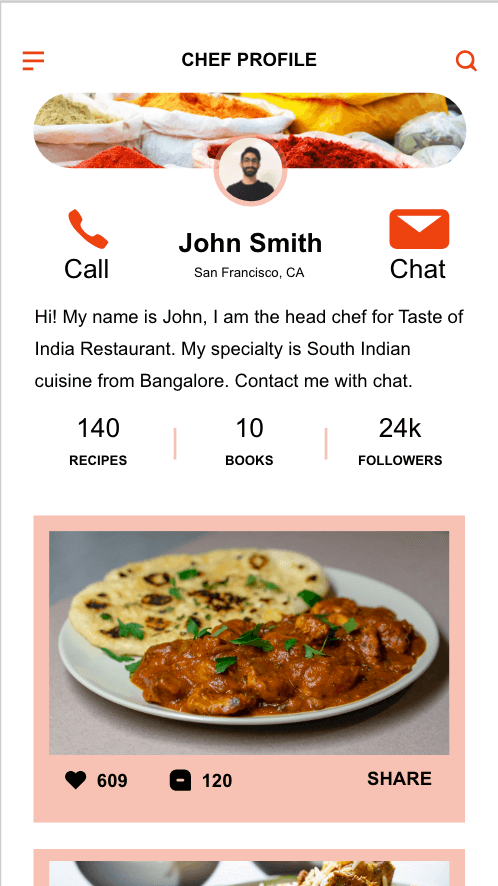 CHEF PROFILE
John Smith
San Francisco, CA
Call
Chat
Hi! My name is John, I am the head chef for Taste of
India Restaurant. My specialty is South Indian
cuisine from Bangalore. Contact me with chat.
140
10
24k
RECIPES
BOOKS
FOLLOWERS
609
120
SHARE